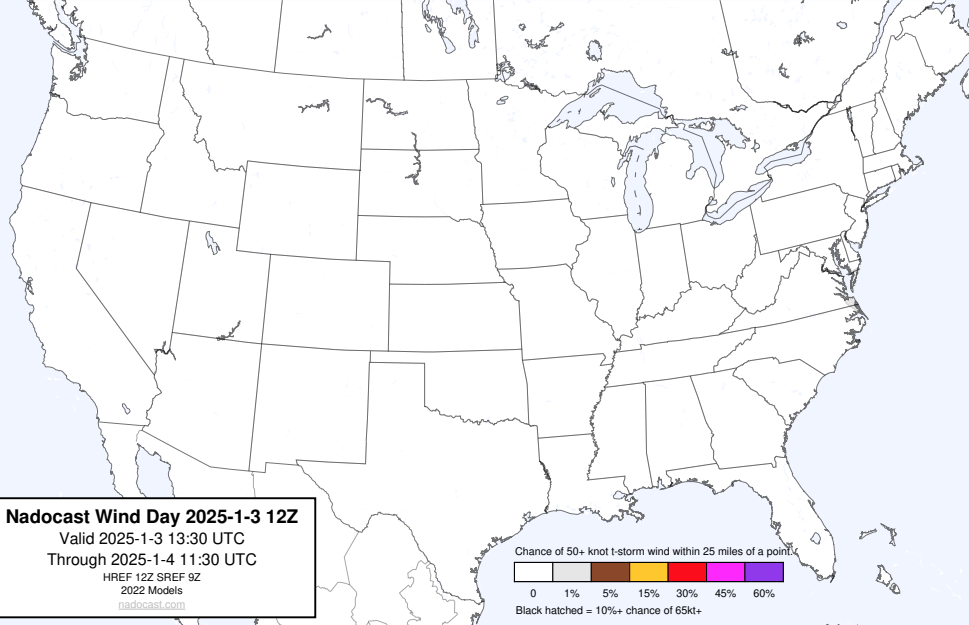 Nadocast Wind Day 2025-1-3 12Z
Valid 2025-1-3 13:30 UTC
Through 2025-1-4 11:30 UTC
HREF 12Z SREF 9Z
2022 Models
nadocast.com
Chance of 50+ knot t-storm wind within 25 miles of a point.
0 1% 5% 15% 30% 45% 60%
Black hatched = 10%+ chance of 65kt+